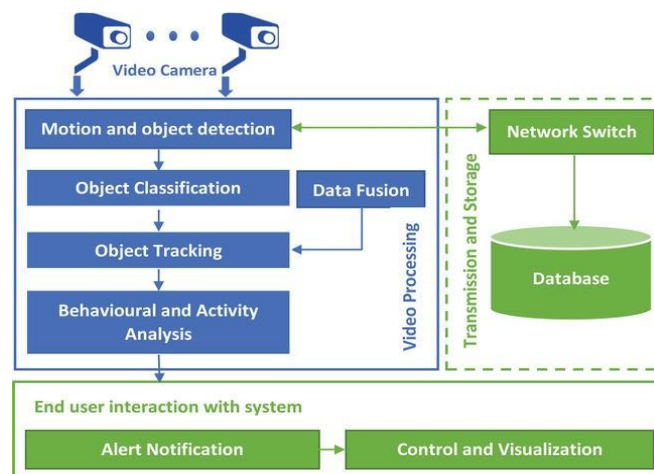 Video Camera
Motion and object detection
Object Classification
Data Fusion
Object Tracking
Behavioural and Activity
Analysis
Video Processing
Transmission and Storage
Network Switch
Database
End user interaction with system
Alert Notification
Control and Visualization